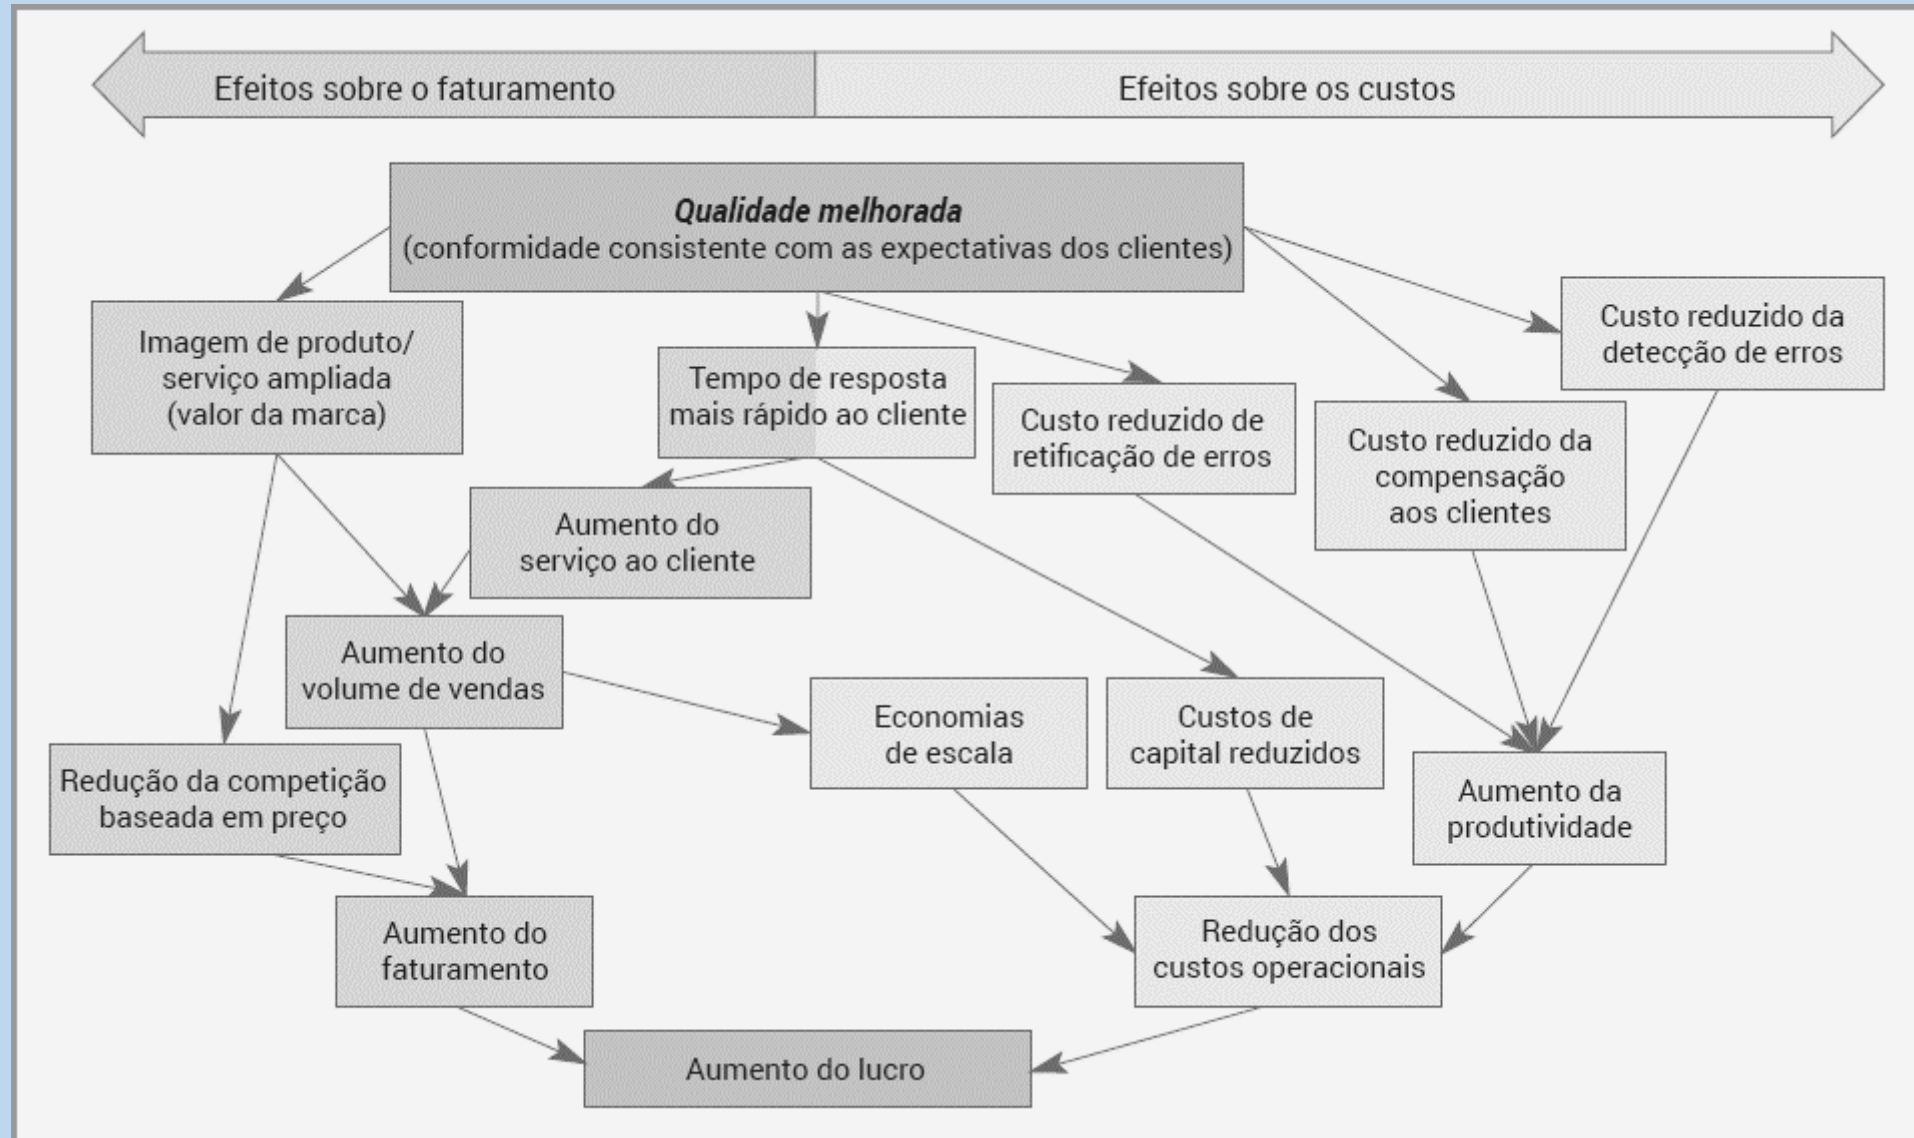 Efeitos sobre o faturamento
Efeitos sobre os custos
Qualidade melhorada
(conformidade consistente com as expectativas dos clientes)
Imagem de produto/
serviço ampliada
(valor da marca)
Tempo de resposta
mais rápido ao cliente
Custo reduzido de
retificação de erros
Custo reduzido da
compensação
aos clientes
Custo reduzido da
detecção de erros
Aumento do
serviço ao cliente
Aumento do
volume de vendas
Economias
de escala
Custos de
capital reduzidos
Redução da competição
baseada em preço
Aumento da
produtividade
Aumento do
faturamento
Redução dos
custos operacionais
Aumento do lucro